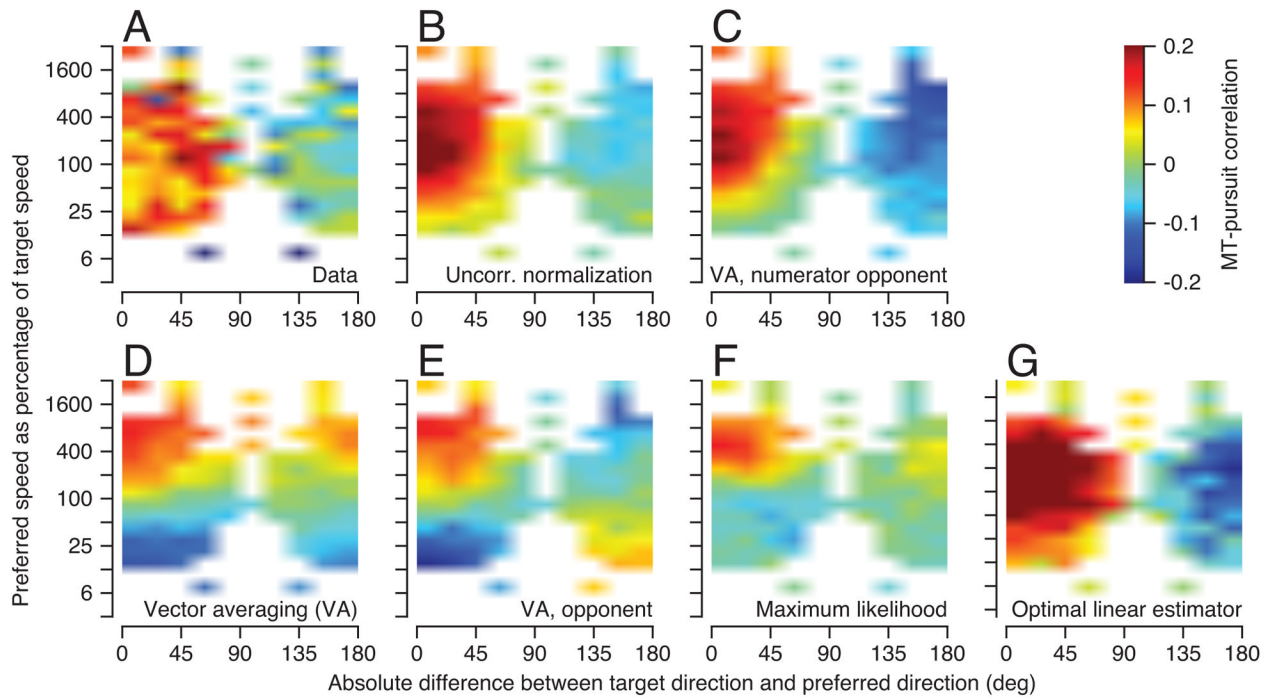 A
B
C
1600
400
100
25
6
Data
Uncorr. normalization
VA, numerator opponent
0 45 90 135 180
0 45 90 135 180
0 45 90 135 180
0.2
0.1
0
-0.1
-0.2
MT-pursuit correlation
Preferred speed as percentage of target speed
D
E
F
G
1600
400
100
25
6
Vector averaging (VA)
VA, opponent
Maximum likelihood
Optimal linear estimator
0 45 90 135 180
0 45 90 135 180
0 45 90 135 180
0 45 90 135 180
Absolute difference between target direction and preferred direction (deg)